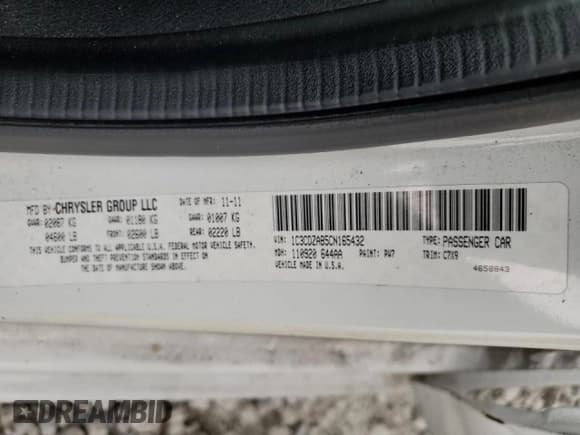 MFD BY CHRYSLER GROUP LLC DATE OF MFR: 11-11
GVWR: 02087 KG GAWR: 01180 KG GAWR: 01007 KG
04600 LB FRONT: 02600 LB REAR: 02220 LB
THIS VEHICLE CONFORMS TO ALL APPLICABLE U.S.A. FEDERAL MOTOR VEHICLE SAFETY,
BUMPER AND THEFT PREVENTION STANDARDS IN EFFECT ON
THE DATE OF MANUFACTURE SHOWN ABOVE.
VIN: 1C3CDZAB5CN165432 TYPE: PASSENGER CAR
MDH: 110920 644AA PAINT: PW7 TRIM: C7X9
VEHICLE MADE IN U.S.A. 4658643
DREAMBID